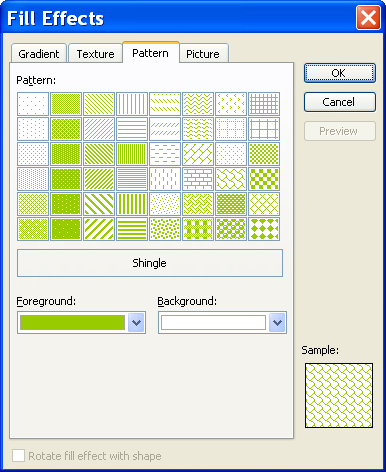 Fill Effects
Gradient Texture Pattern Picture
Pattern:
OK
Cancel
Preview
Shingle
Foreground: Background:
Sample:
Rotate fill effect with shape